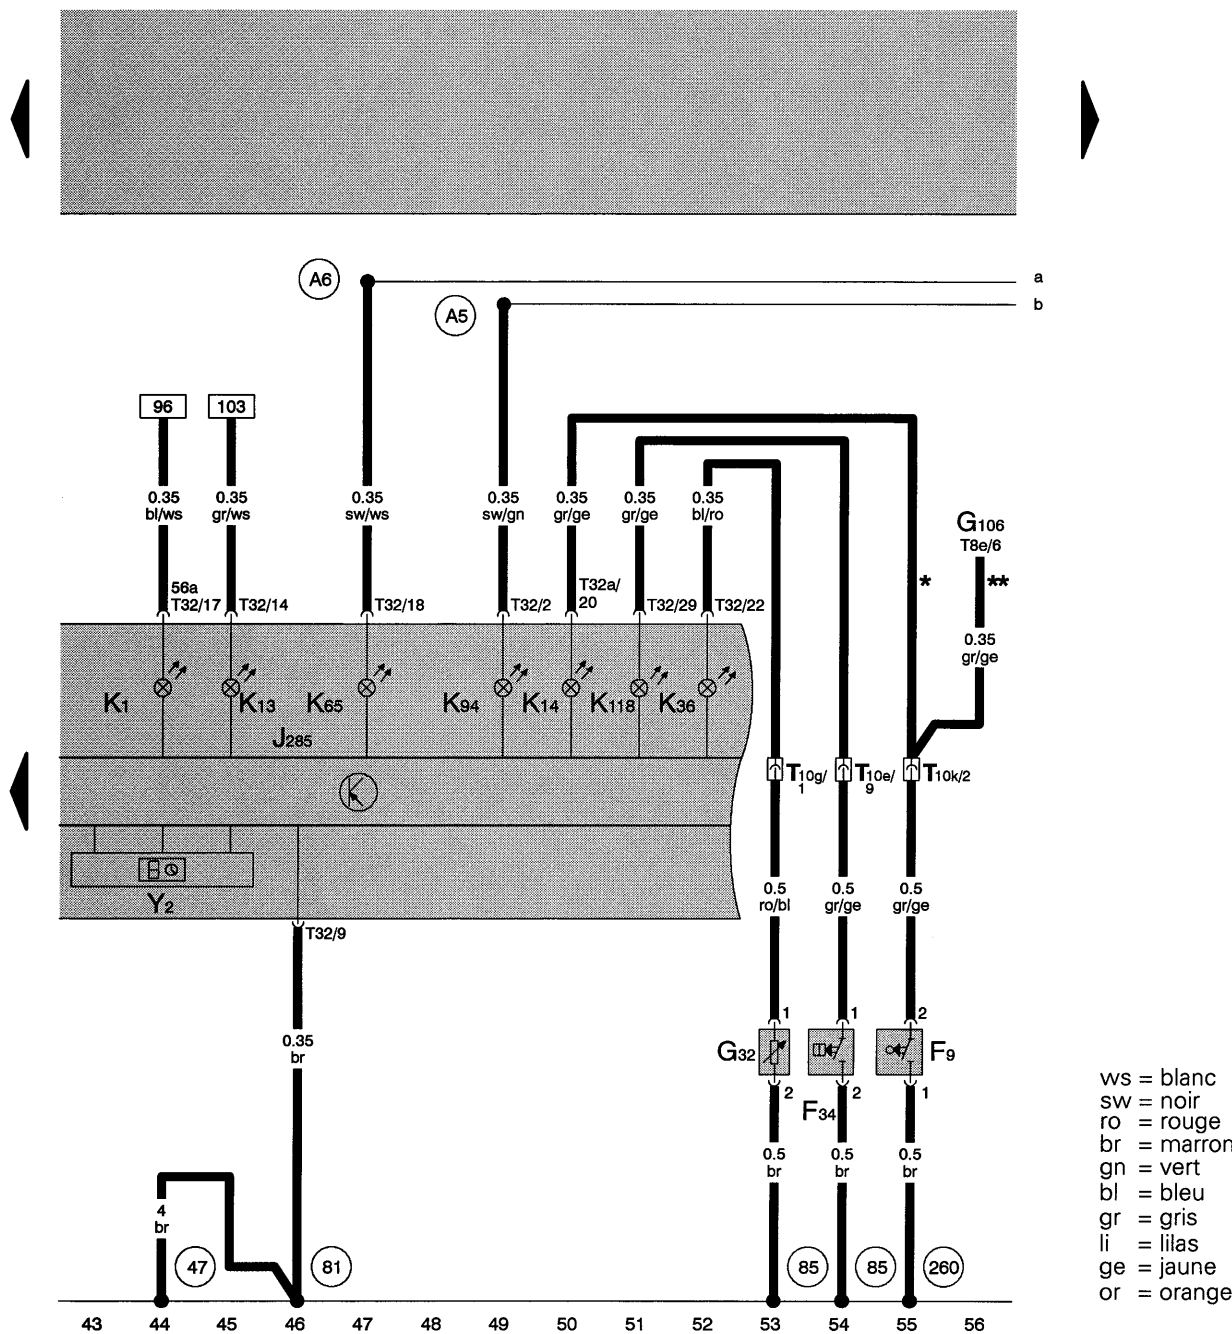 A6
a
A5
b
96
103
0.35
bl/ws
0.35
gr/ws
0.35
sw/ws
0.35
sw/gn
0.35
gr/ge
0.35
gr/ge
0.35
bl/ro
G106
T8e/6
*
**
56a
T32/17
T32/14
T32/18
T32/2
T32a/
20
T32/29
T32/22
0.35
gr/ge
K1
K13
K65
K94
K14
K118
K36
J285
T10g/
1
T10e/
9
T10k/2
Y2
0.5
ro/bl
0.5
gr/ge
0.5
gr/ge
T32/9
0.35
br
1
1
2
G32
F9
2
F34
2
1
ws = blanc
sw = noir
ro = rouge
br = marron
gn = vert
bl = bleu
gr = gris
li = lilas
ge = jaune
or = orange
0.5
br
0.5
br
0.5
br
4
br
47
81
85
85
260
43 44 45 46 47 48 49 50 51 52 53 54 55 56